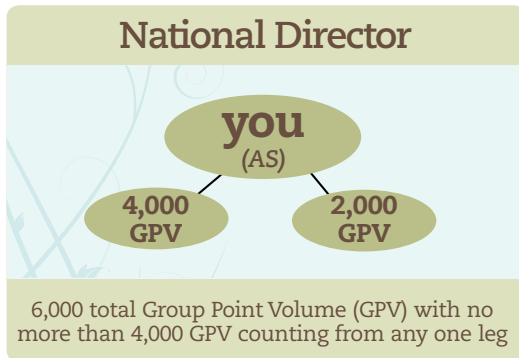 National Director
you
(AS)
4,000
GPV
2,000
GPV
6,000 total Group Point Volume (GPV) with no
more than 4,000 GPV counting from any one leg